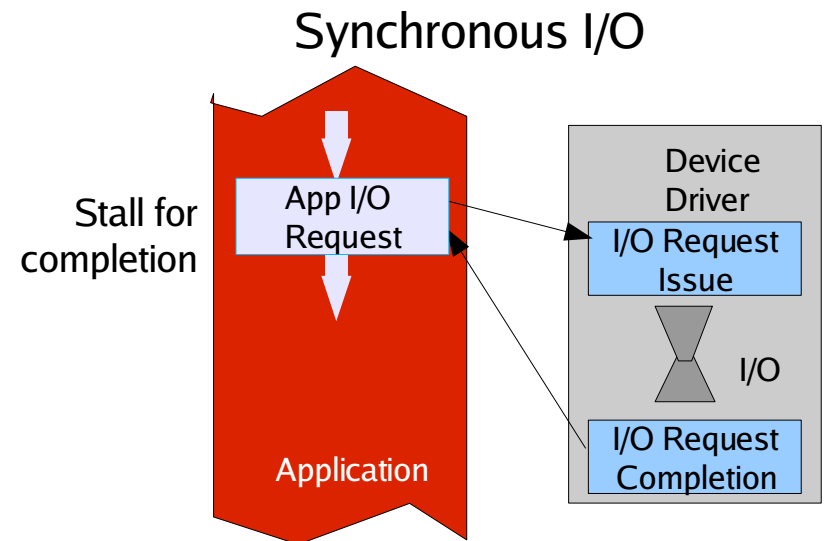 Synchronous I/O
Stall for
completion
App I/O
Request
Application
Device
Driver
I/O Request
Issue
I/O
I/O Request
Completion